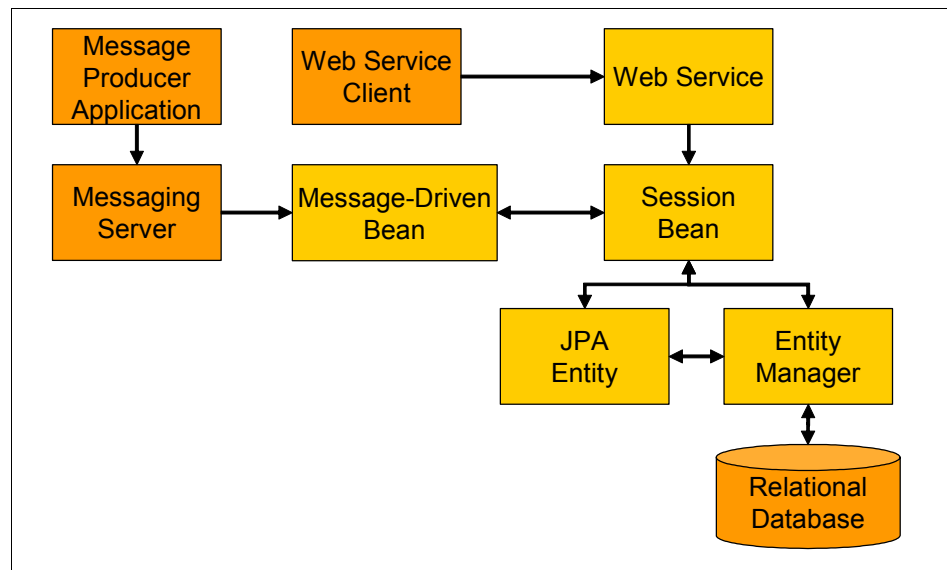 Message
Producer
Application
Web Service
Client
Web Service
Messaging
Server
Message-Driven
Bean
Session
Bean
JPA
Entity
Entity
Manager
Relational
Database